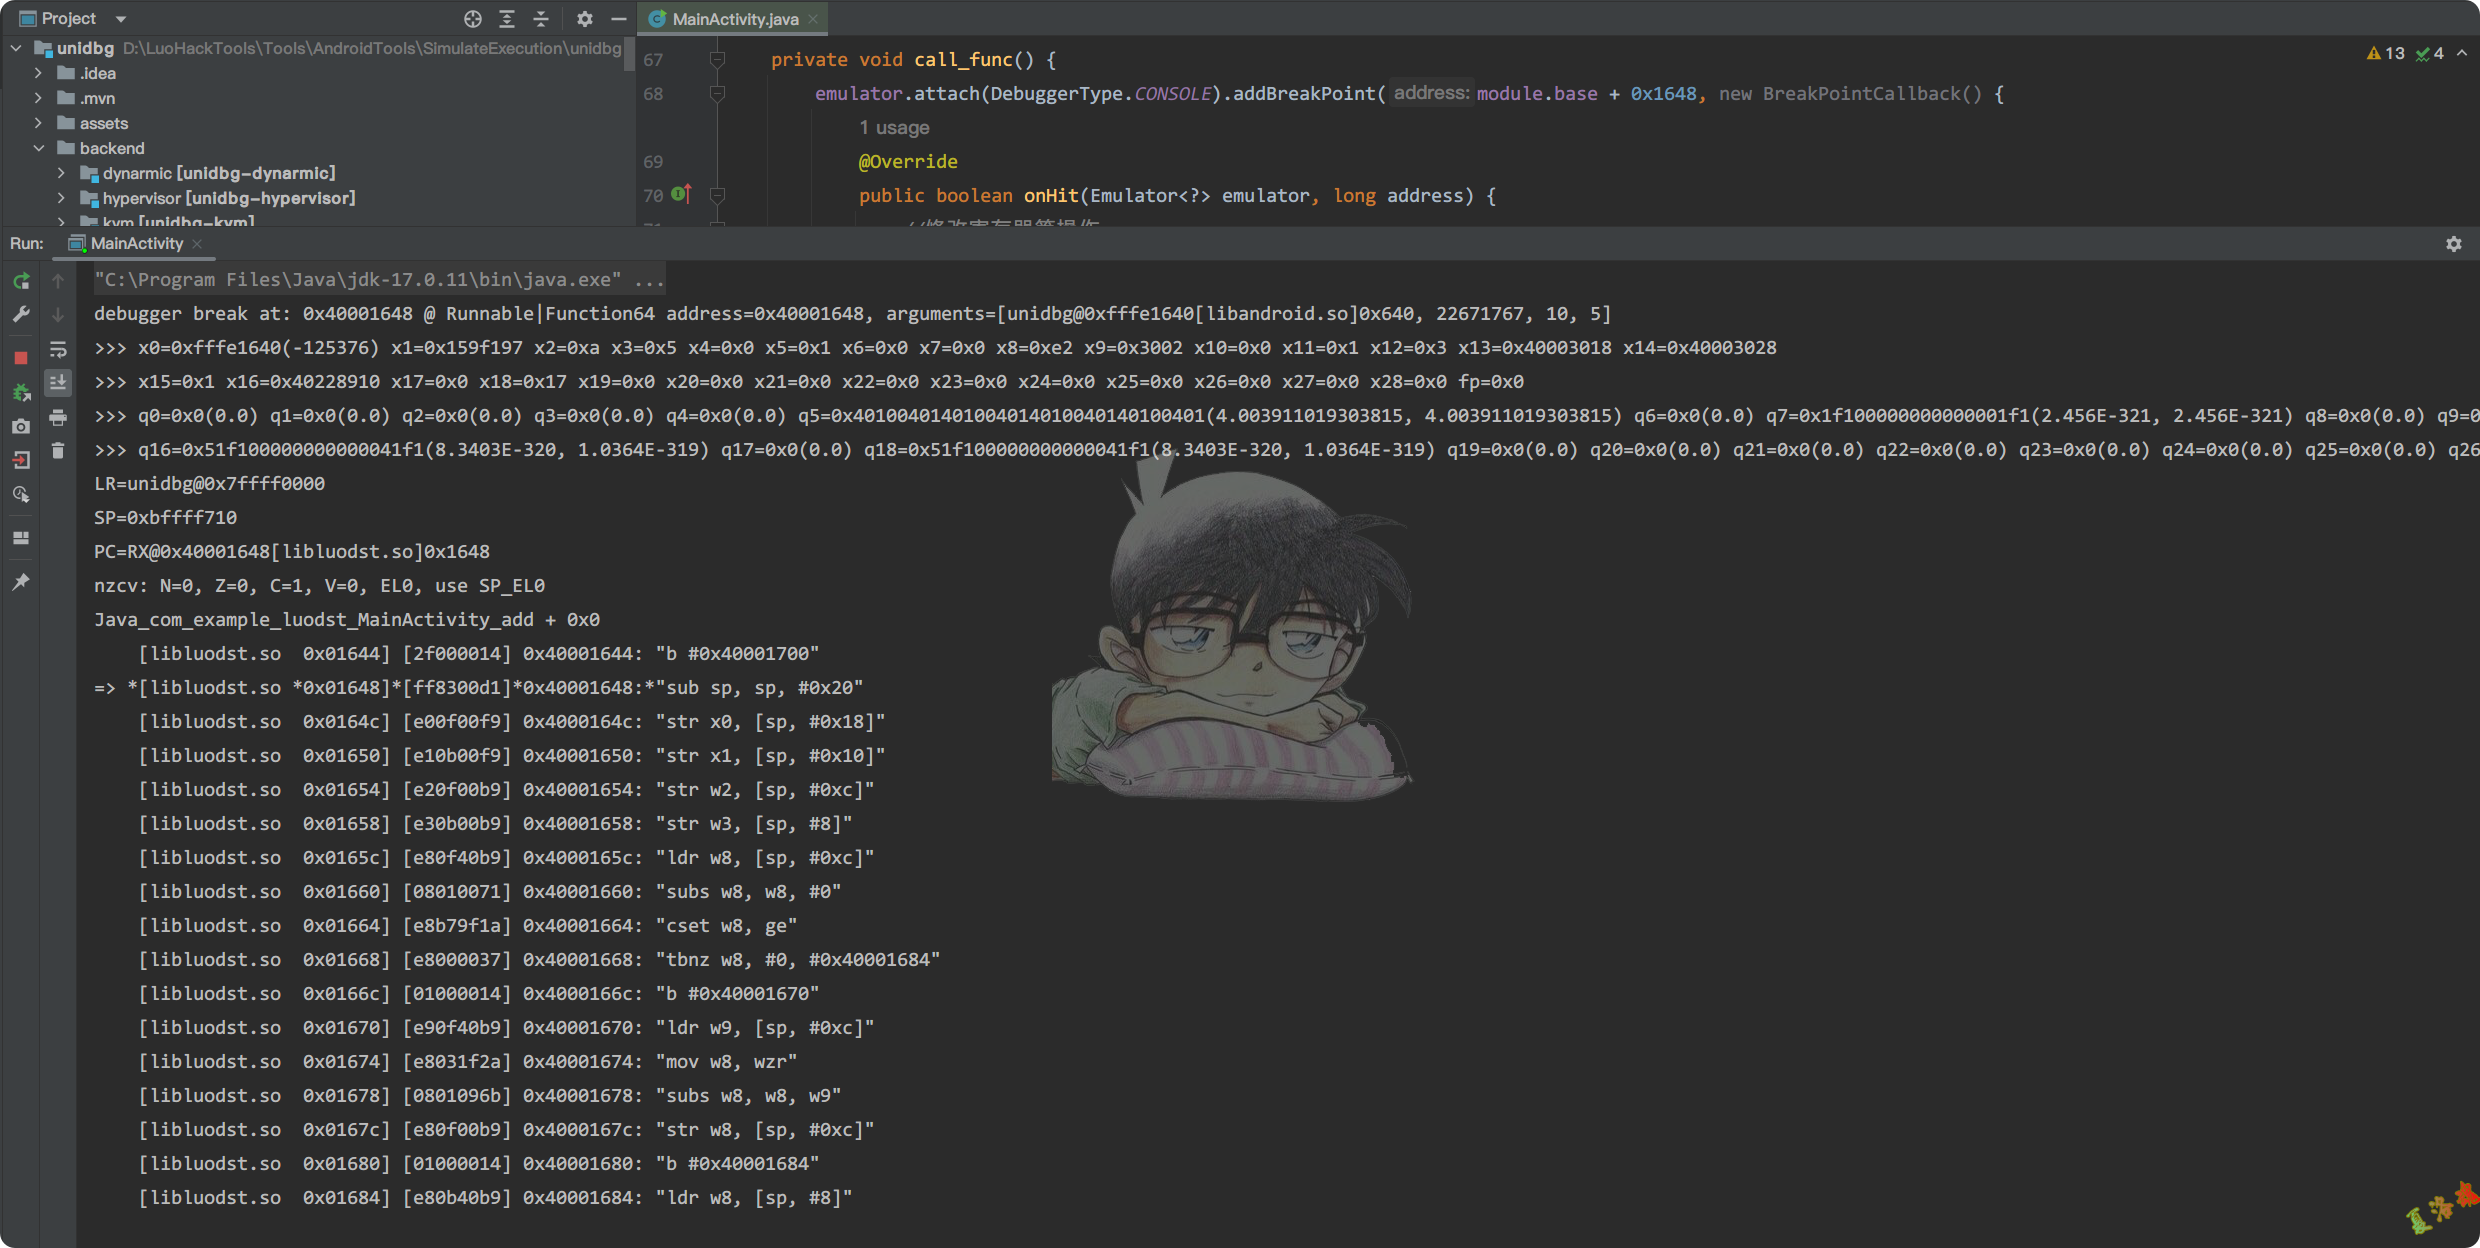 Project
MainActivity.java
unidbg D:\LuoHackTools\Tools\AndroidTools\SimulateExecution\unidbg
.idea
.mvn
assets
backend
dynarmic [unidbg-dynarmic]
hypervisor [unidbg-hypervisor]
kvm [unidbg-kvm]
13 4
67 private void call_func() {
68 emulator.attach(DebuggerType.CONSOLE).addBreakPoint( address: module.base + 0x1648, new BreakPointCallback() {
1 usage
69 @Override
70 public boolean onHit(Emulator<?> emulator, long address) {
71 //修改寄存器等操作
Run: MainActivity
"C:\Program Files\Java\jdk-17.0.11\bin\java.exe" ...
debugger break at: 0x40001648 @ Runnable|Function64 address=0x40001648, arguments=[unidbg@0xfffe1640[libandroid.so]0x640, 22671767, 10, 5]
>>> x0=0xfffe1640(-125376) x1=0x159f197 x2=0xa x3=0x5 x4=0x0 x5=0x1 x6=0x0 x7=0x0 x8=0xe2 x9=0x3002 x10=0x0 x11=0x1 x12=0x3 x13=0x40003018 x14=0x40003028
>>> x15=0x1 x16=0x40228910 x17=0x0 x18=0x17 x19=0x0 x20=0x0 x21=0x0 x22=0x0 x23=0x0 x24=0x0 x25=0x0 x26=0x0 x27=0x0 x28=0x0 fp=0x0
>>> q0=0x0(0.0) q1=0x0(0.0) q2=0x0(0.0) q3=0x0(0.0) q4=0x0(0.0) q5=0x40100401401004014010040140100401(4.003911019303815, 4.003911019303815) q6=0x0(0.0) q7=0x1f100000000000001f1(2.456E-321, 2.456E-321) q8=0x0(0.0) q9=0
>>> q16=0x51f1000000000000041f1(8.3403E-320, 1.0364E-319) q17=0x0(0.0) q18=0x51f1000000000000041f1(8.3403E-320, 1.0364E-319) q19=0x0(0.0) q20=0x0(0.0) q21=0x0(0.0) q22=0x0(0.0) q23=0x0(0.0) q24=0x0(0.0) q25=0x0(0.0) q26
LR=unidbg@0x7ffff0000
SP=0xbffff710
PC=RX@0x40001648[libluodst.so]0x1648
nzcv: N=0, Z=0, C=1, V=0, EL0, use SP_EL0
Java_com_example_luodst_MainActivity_add + 0x0
[libluodst.so 0x01644] [2f000014] 0x40001644: "b #0x40001700"
=> *[libluodst.so *0x01648]*[ff8300d1]*0x40001648:*"sub sp, sp, #0x20"
[libluodst.so 0x0164c] [e00f00f9] 0x4000164c: "str x0, [sp, #0x18]"
[libluodst.so 0x01650] [e10b00f9] 0x40001650: "str x1, [sp, #0x10]"
[libluodst.so 0x01654] [e20f00b9] 0x40001654: "str w2, [sp, #0xc]"
[libluodst.so 0x01658] [e30b00b9] 0x40001658: "str w3, [sp, #8]"
[libluodst.so 0x0165c] [e80f40b9] 0x4000165c: "ldr w8, [sp, #0xc]"
[libluodst.so 0x01660] [08010071] 0x40001660: "subs w8, w8, #0"
[libluodst.so 0x01664] [e8b79f1a] 0x40001664: "cset w8, ge"
[libluodst.so 0x01668] [e8000037] 0x40001668: "tbnz w8, #0, #0x40001684"
[libluodst.so 0x0166c] [01000014] 0x4000166c: "b #0x40001670"
[libluodst.so 0x01670] [e90f40b9] 0x40001670: "ldr w9, [sp, #0xc]"
[libluodst.so 0x01674] [e8031f2a] 0x40001674: "mov w8, wzr"
[libluodst.so 0x01678] [0801096b] 0x40001678: "subs w8, w8, w9"
[libluodst.so 0x0167c] [e80f00b9] 0x4000167c: "str w8, [sp, #0xc]"
[libluodst.so 0x01680] [01000014] 0x40001680: "b #0x40001684"
[libluodst.so 0x01684] [e80b40b9] 0x40001684: "ldr w8, [sp, #8]"